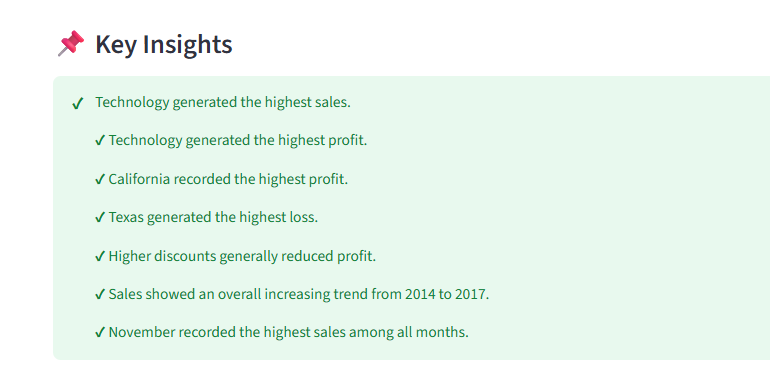 📌 Key Insights
✔ Technology generated the highest sales.
✔ Technology generated the highest profit.
✔ California recorded the highest profit.
✔ Texas generated the highest loss.
✔ Higher discounts generally reduced profit.
✔ Sales showed an overall increasing trend from 2014 to 2017.
✔ November recorded the highest sales among all months.